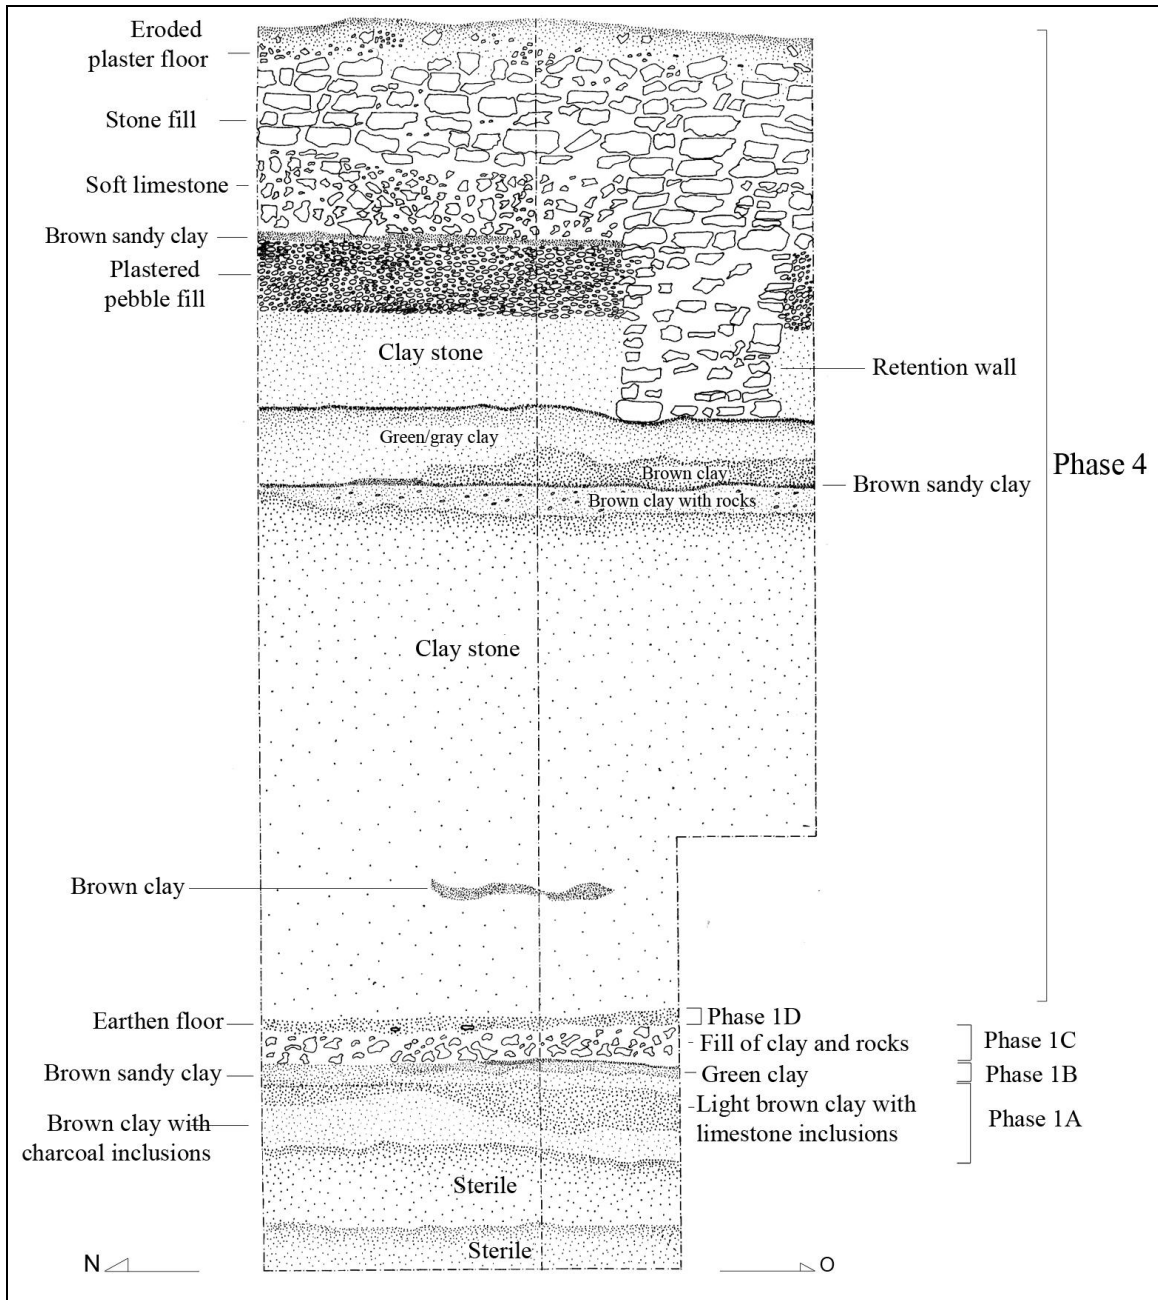 Eroded
plaster floor
Stone fill
Soft limestone
Brown sandy clay
Plastered
pebble fill
Clay stone
Retention wall
Green/gray clay
Brown clay
Phase 4
Brown sandy clay
Brown clay with rocks
Clay stone
Brown clay
Earthen floor
Phase 1D
Fill of clay and rocks
Phase 1C
Brown sandy clay
Green clay
Phase 1B
Light brown clay with
limestone inclusions
Phase 1A
Brown clay with
charcoal inclusions
Sterile
Sterile
N
O